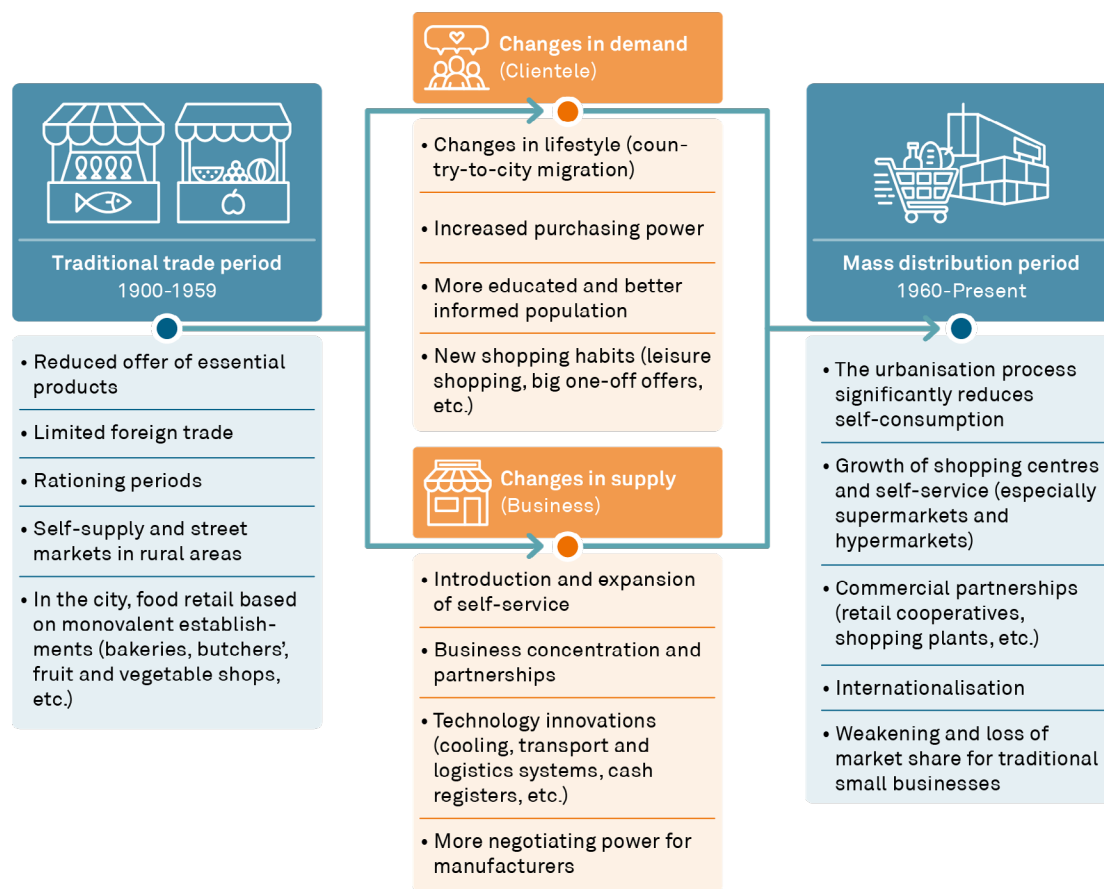 Traditional trade period
1900-1959
• Reduced offer of essential
products
• Limited foreign trade
• Rationing periods
• Self-supply and street
markets in rural areas
• In the city, food retail based
on monovalent establish-
ments (bakeries, butchers’,
fruit and vegetable shops,
etc.)
Changes in demand
(Clientele)
• Changes in lifestyle (coun-
try-to-city migration)
• Increased purchasing power
• More educated and better
informed population
• New shopping habits (leisure
shopping, big one-off offers,
etc.)
Changes in supply
(Business)
• Introduction and expansion
of self-service
• Business concentration and
partnerships
• Technology innovations
(cooling, transport and
logistics systems, cash
registers, etc.)
• More negotiating power for
manufacturers
Mass distribution period
1960-Present
• The urbanisation process
significantly reduces
self-consumption
• Growth of shopping centres
and self-service (especially
supermarkets and
hypermarkets)
• Commercial partnerships
(retail cooperatives,
shopping plants, etc.)
• Internationalisation
• Weakening and loss of
market share for traditional
small businesses